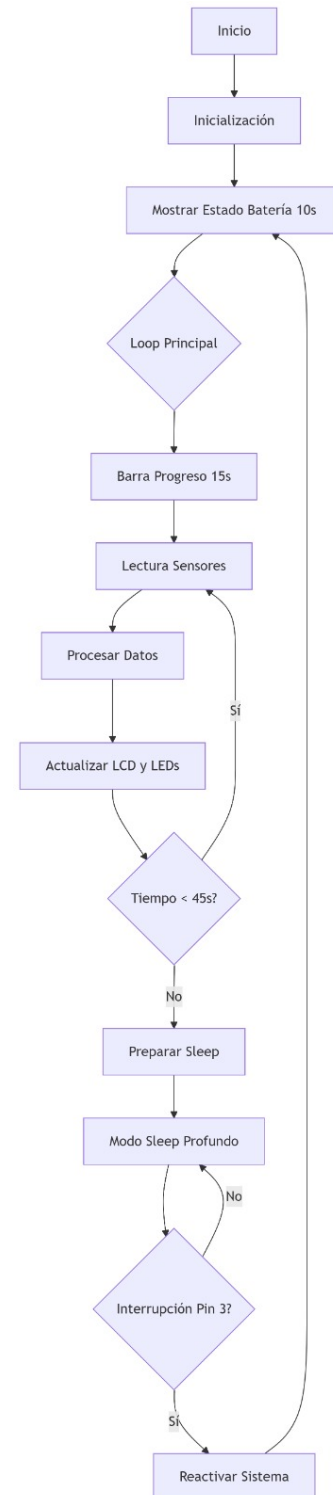 Inicio
Inicialización
Mostrar Estado Batería 10s
Loop Principal
Barra Progreso 15s
Lectura Sensores
Procesar Datos
Sí
Actualizar LCD y LEDs
Tiempo < 45s?
No
Preparar Sleep
Modo Sleep Profundo
No
Interrupción Pin 3?
Sí
Reactivar Sistema